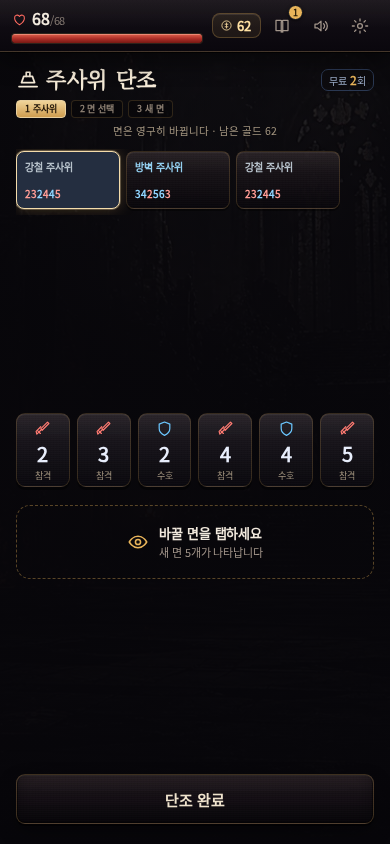 68/68
62
1
주사위 단조
무료 2회
1 주사위
2 면 선택
3 새 면
면은 영구히 바뀝니다 · 남은 골드 62
강철 주사위
232445
방벽 주사위
342563
강철 주사위
232445
2
참격
3
참격
2
수호
4
참격
4
수호
5
참격
바꿀 면을 탭하세요
새 면 5개가 나타납니다
단조 완료